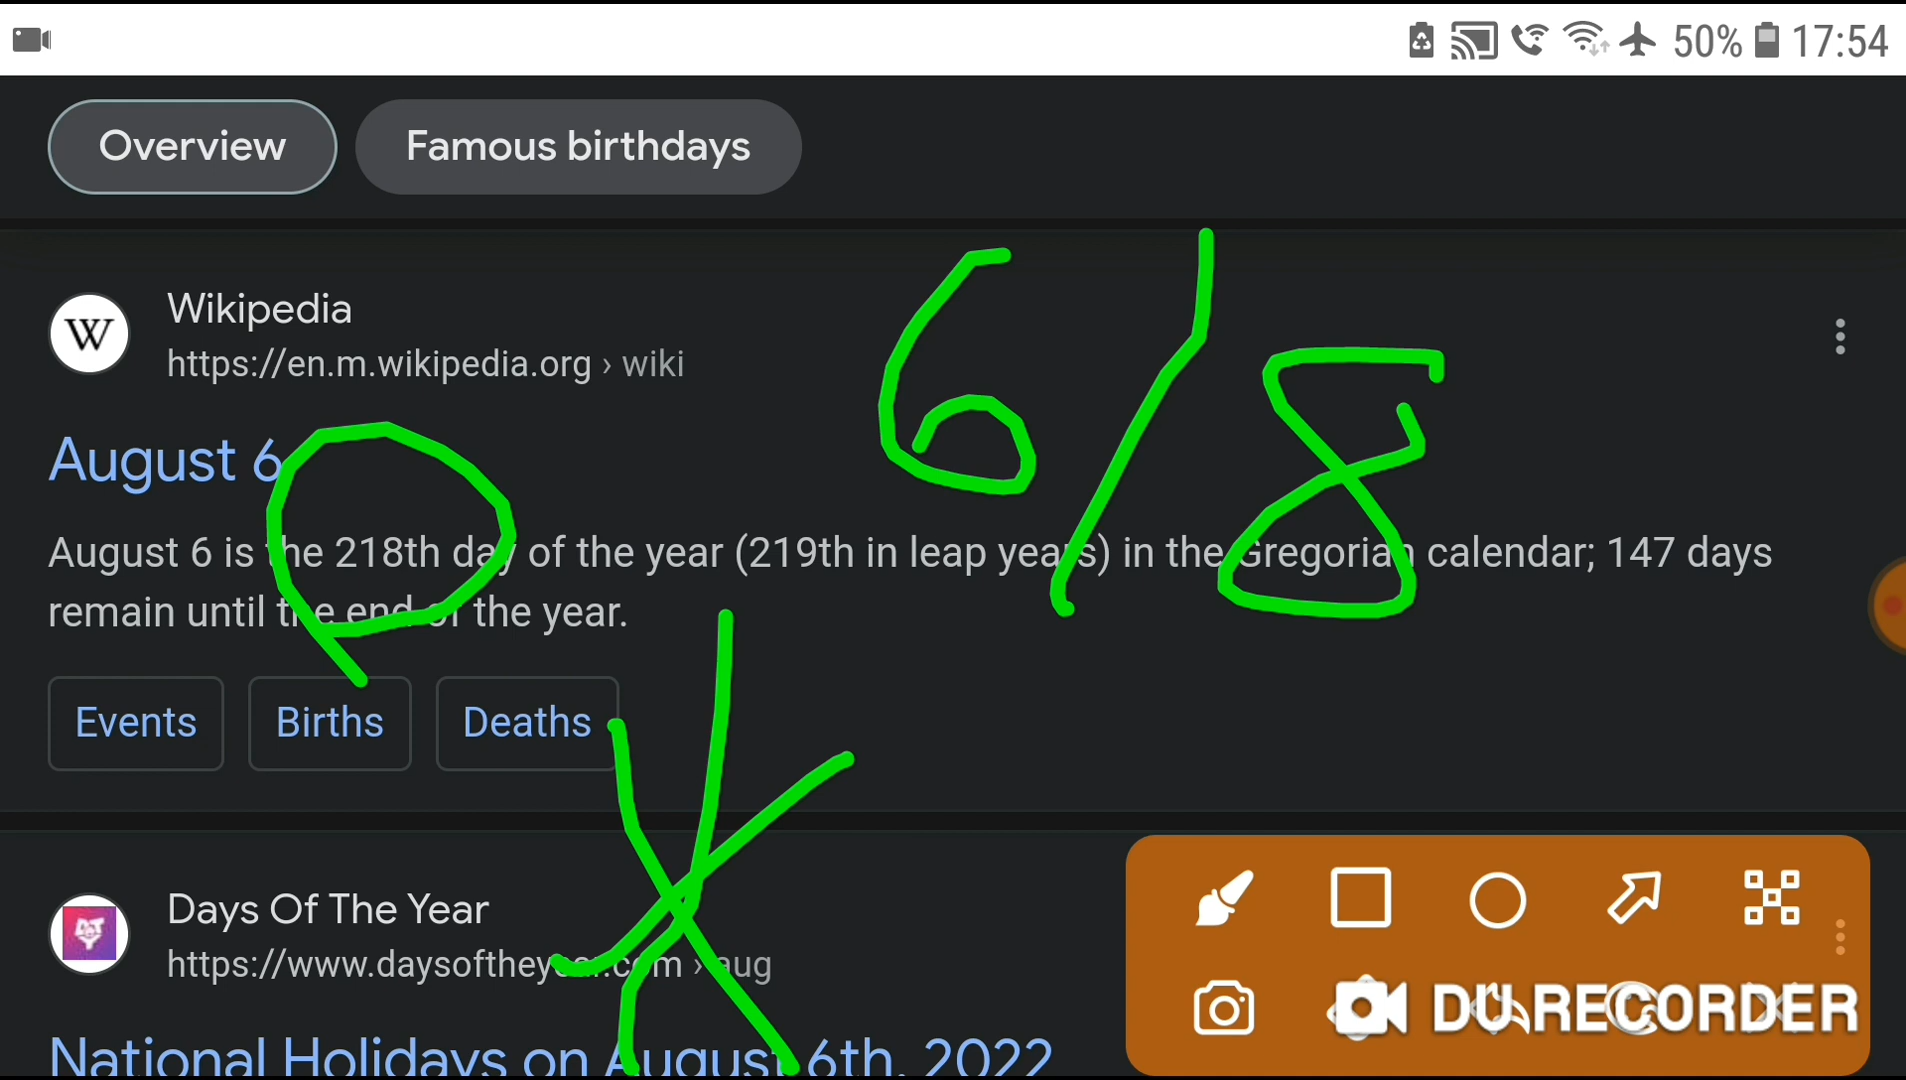 50% 17:54
Overview Famous birthdays
Wikipedia
https://en.m.wikipedia.org › wiki
6/8
August 6
August 6 is the 218th day of the year (219th in leap years) in the Gregorian calendar; 147 days
remain until the end of the year.
Events Births Deaths
Days Of The Year
https://www.daysoftheyear.com › aug
DU RECORDER
National Holidays on August 6th, 2022